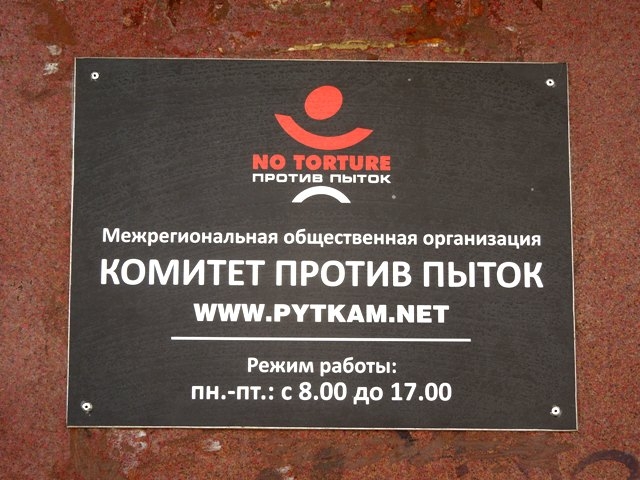 NO TORTURE
ПРОТИВ ПЫТОК
Межрегиональная общественная организация
КОМИТЕТ ПРОТИВ ПЫТОК
WWW.PYTKAM.NET
Режим работы:
пн.-пт.: с 8.00 до 17.00